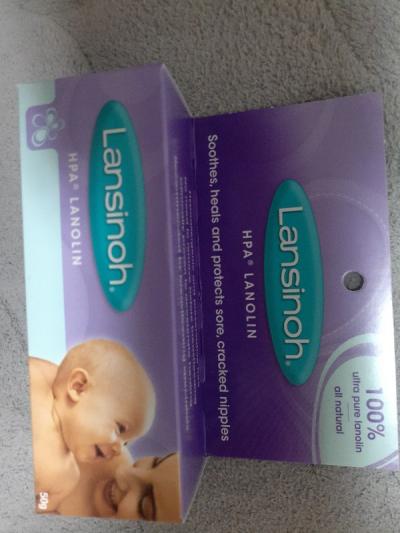 Lansinoh®
HPA® LANOLIN
Soothes, heals and protects sore, cracked nipples
100%
ultra pure lanolin
all natural
Lansinoh®
HPA® LANOLIN
50g